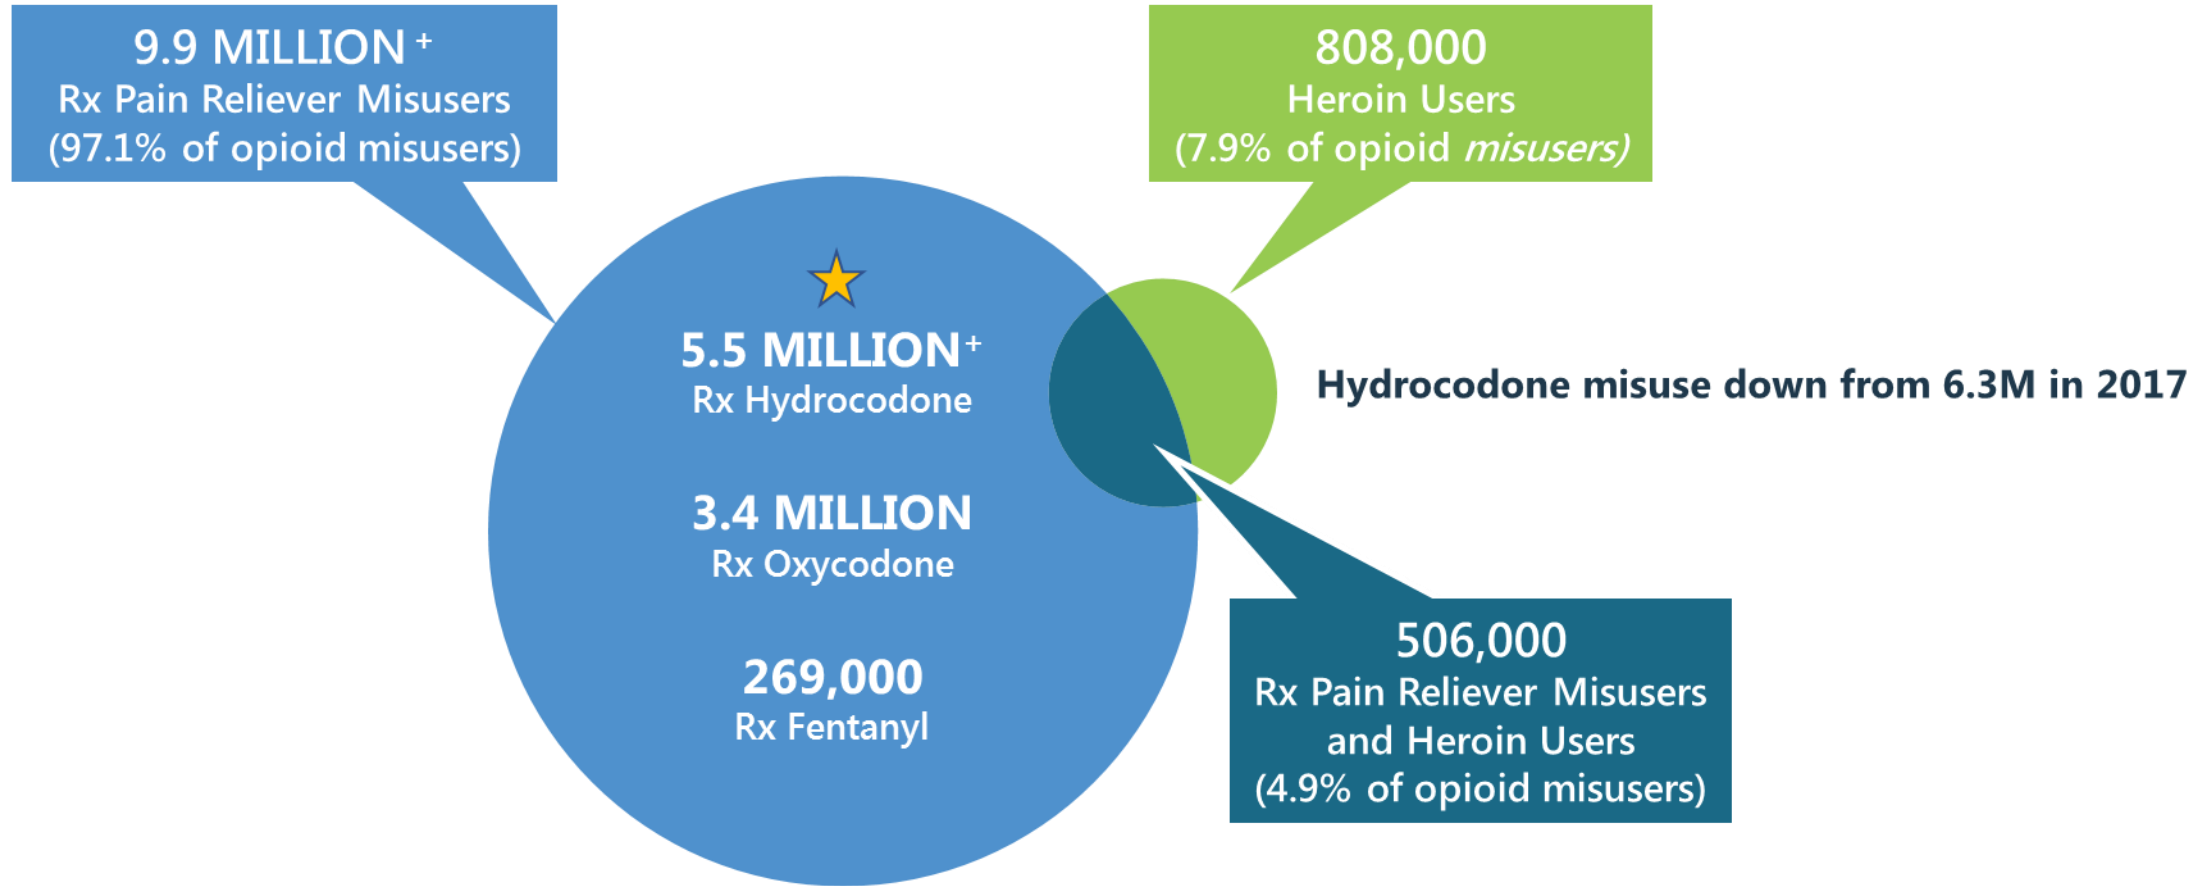 9.9 MILLION +
Rx Pain Reliever Misusers
(97.1% of opioid misusers)
808,000
Heroin Users
(7.9% of opioid misusers)
5.5 MILLION+
Rx Hydrocodone
Hydrocodone misuse down from 6.3M in 2017
3.4 MILLION
Rx Oxycodone
269,000
Rx Fentanyl
506,000
Rx Pain Reliever Misusers
and Heroin Users
(4.9% of opioid misusers)